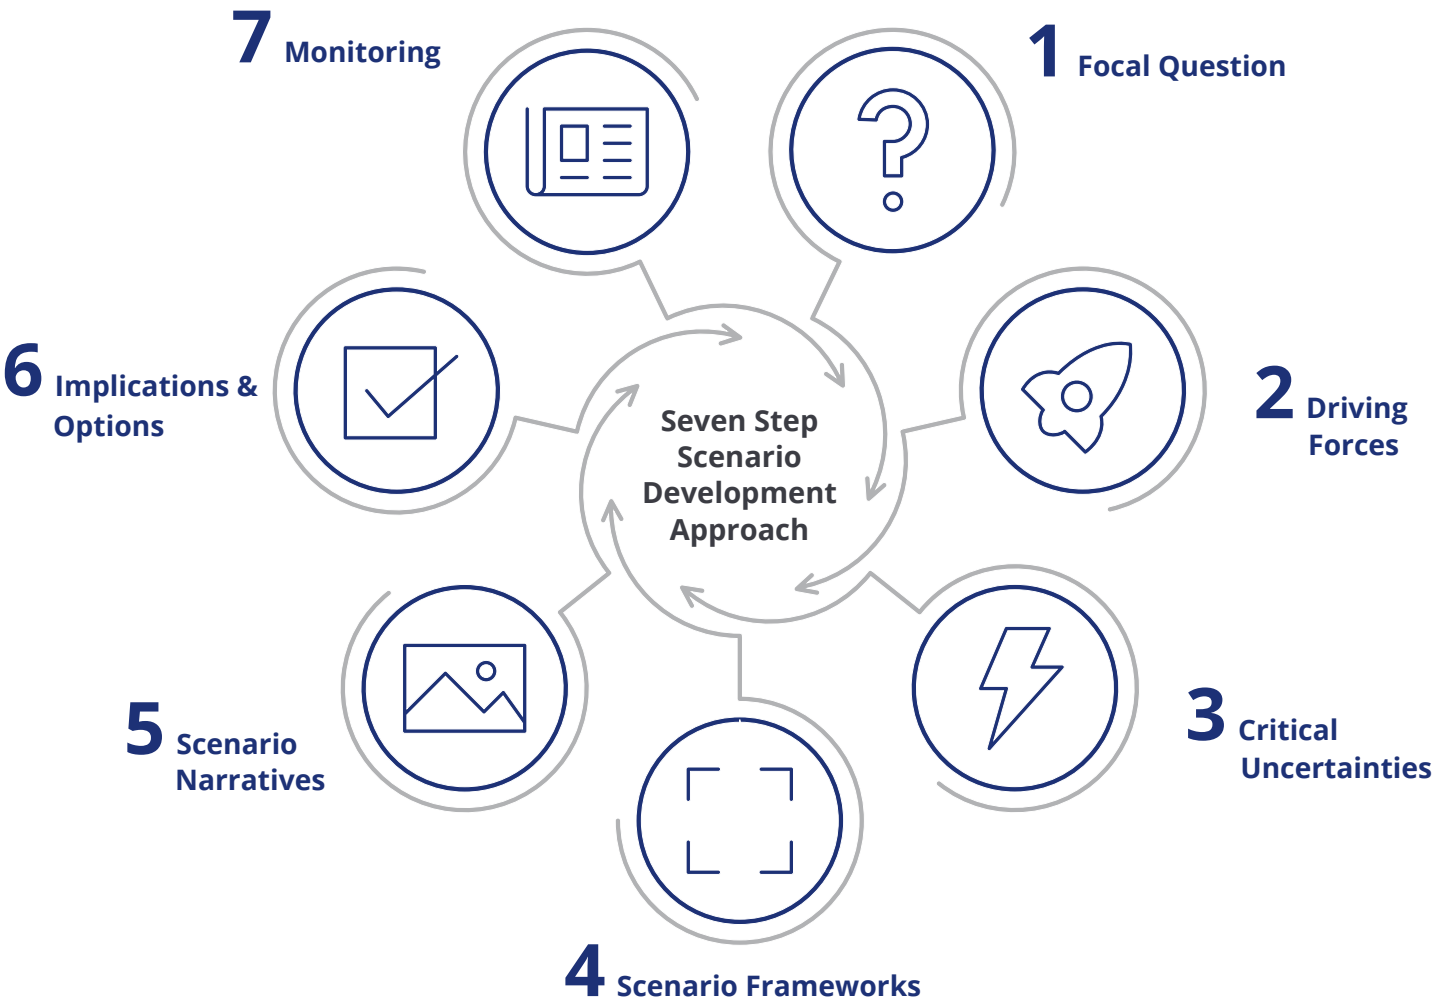 7 Monitoring
1 Focal Question
6 Implications &
Options
Seven Step
Scenario
Development
Approach
2 Driving
Forces
5 Scenario
Narratives
3 Critical
Uncertainties
4 Scenario Frameworks